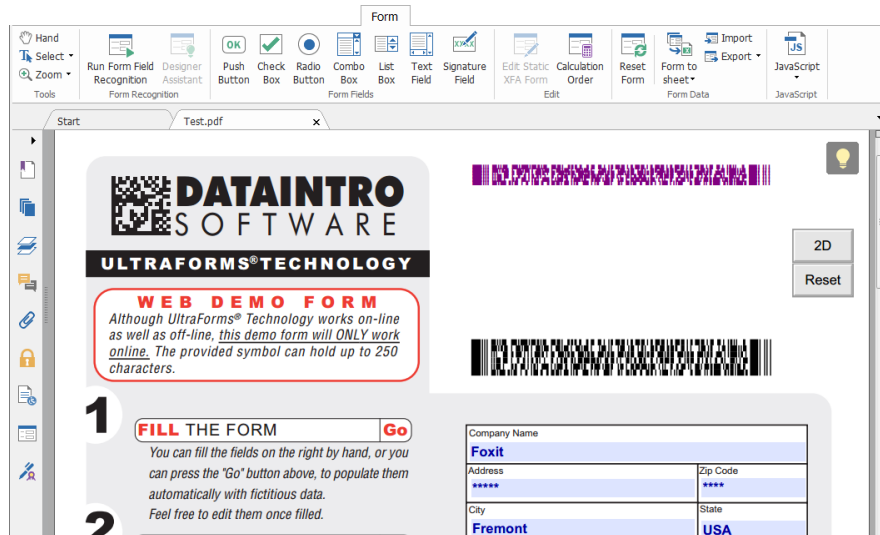 Form
Hand
Select
Zoom
Tools
Run Form Field
Recognition
Designer
Assistant
Form Recognition
OK
Push
Button
Check
Box
Radio
Button
Combo
Box
List
Box
Text
Field
Signature
Field
Form Fields
Edit Static
XFA Form
Calculation
Order
Edit
Reset
Form
Form to
sheet
Import
Export
Form Data
JS
JavaScript
JavaScript
Start
Test.pdf x
DATAINTRO
SOFTWARE
ULTRAFORMS®TECHNOLOGY
WEB DEMO FORM
Although UltraForms® Technology works on-line
as well as off-line, this demo form will ONLY work
online. The provided symbol can hold up to 250
characters.
2D
Reset
1
FILL THE FORM Go
You can fill the fields on the right by hand, or you
can press the "Go" button above, to populate them
automatically with fictitious data.
Feel free to edit them once filled.
2
Company Name
Foxit
Address Zip Code
***** ****
City State
Fremont USA